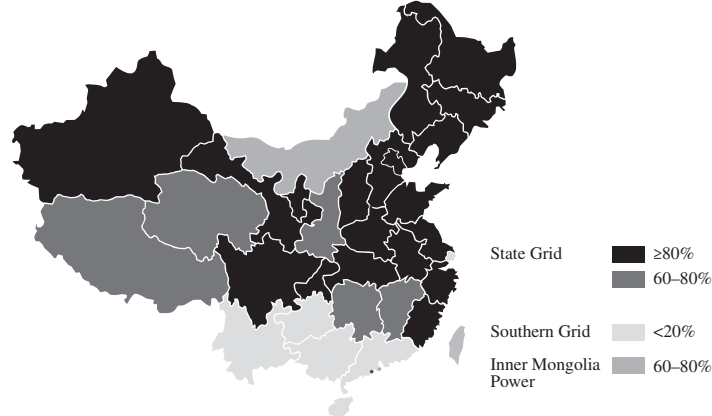 State Grid ≥80%
60–80%
Southern Grid <20%
Inner Mongolia 60–80%
Power